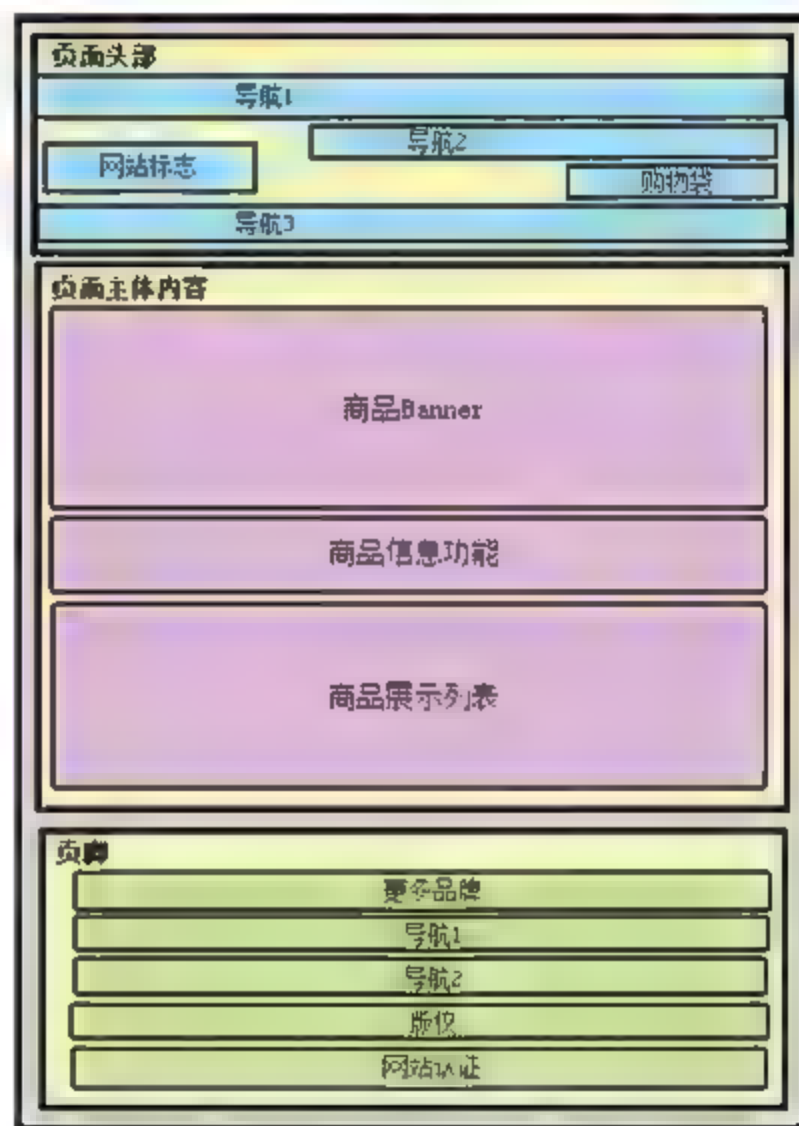 页面头部
导航1
导航2
网站标志
购物袋
导航3
页面主体内容
商品Banner
商品信息功能
商品展示列表
页脚
更多品牌
导航1
导航2
版权
网站认证